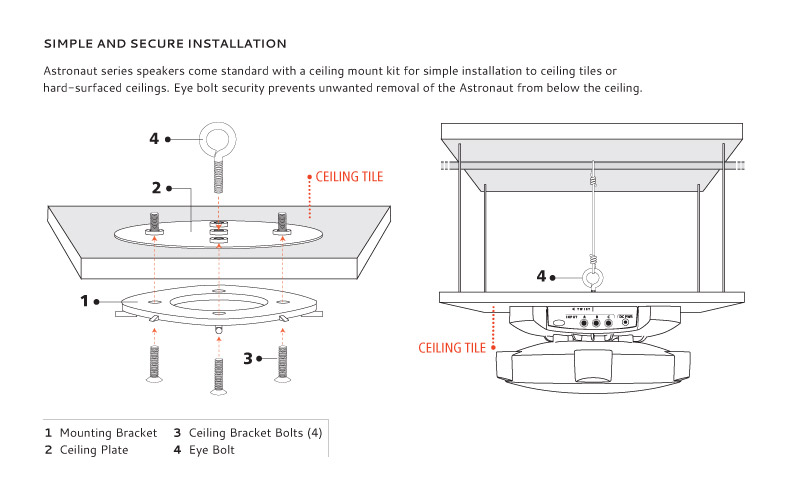 SIMPLE AND SECURE INSTALLATION
Astronaut series speakers come standard with a ceiling mount kit for simple installation to ceiling tiles or
hard-surfaced ceilings. Eye bolt security prevents unwanted removal of the Astronaut from below the ceiling.
4
CEILING TILE
2
1
3
4
INPUT A B C DC PWR
CEILING TILE
1 Mounting Bracket 3 Ceiling Bracket Bolts (4)
2 Ceiling Plate 4 Eye Bolt